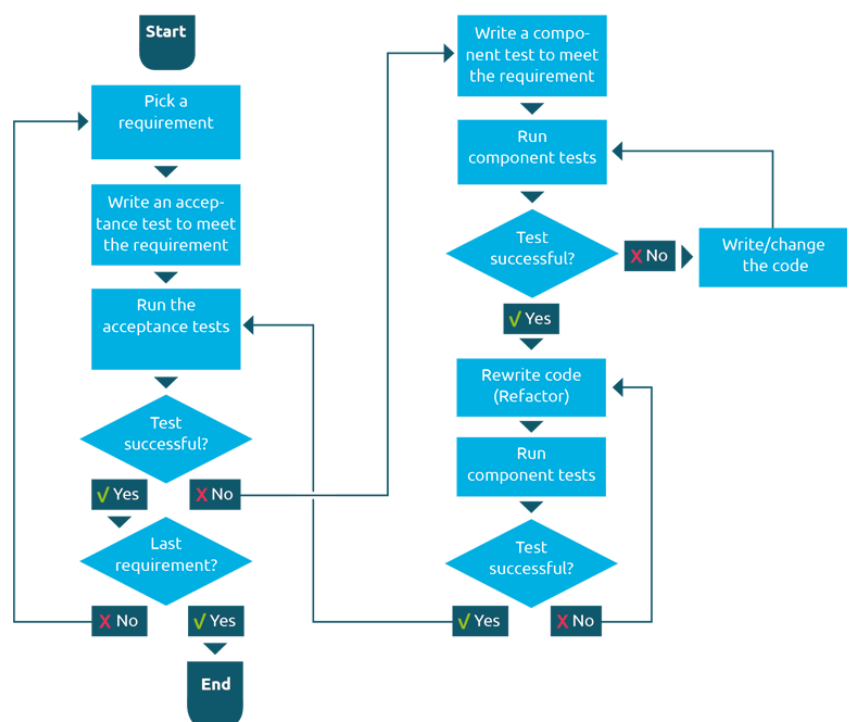 Start
Pick a
requirement
Write an accep-
tance test to meet
the requirement
Run the
acceptance tests
Test
successful?
√ Yes
X No
Last
requirement?
X No
√ Yes
End
Write a compo-
nent test to meet
the requirement
Run
component tests
Test
successful?
X No
Write/change
the code
√ Yes
Rewrite code
(Refactor)
Run
component tests
Test
successful?
√ Yes
X No